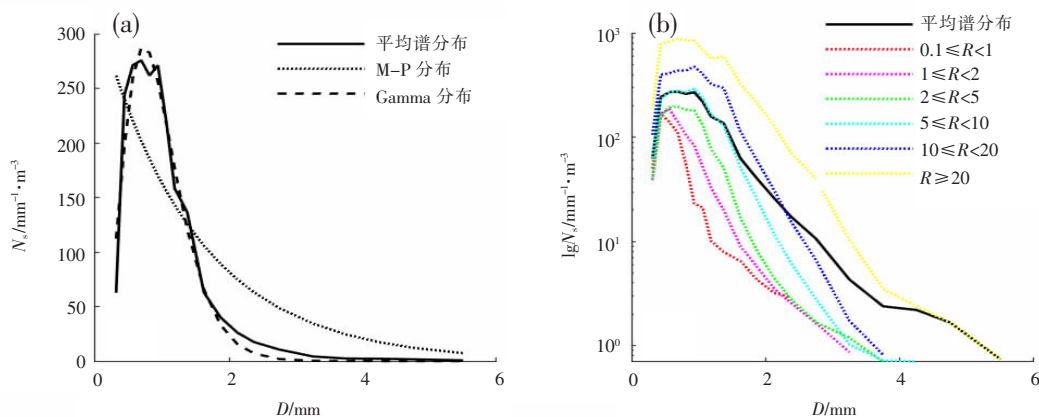 (a)
300
250
200
150
100
50
0
Nₛ/mm⁻¹·m⁻³
平均谱分布
M–P 分布
Gamma 分布
0 2 4 6
D/mm
(b)
10³
10²
10¹
10⁰
lgNₛ/mm⁻¹·m⁻³
平均谱分布
0.1≤R<1
1≤R<2
2≤R<5
5≤R<10
10≤R<20
R≥20
0 2 4 6
D/mm